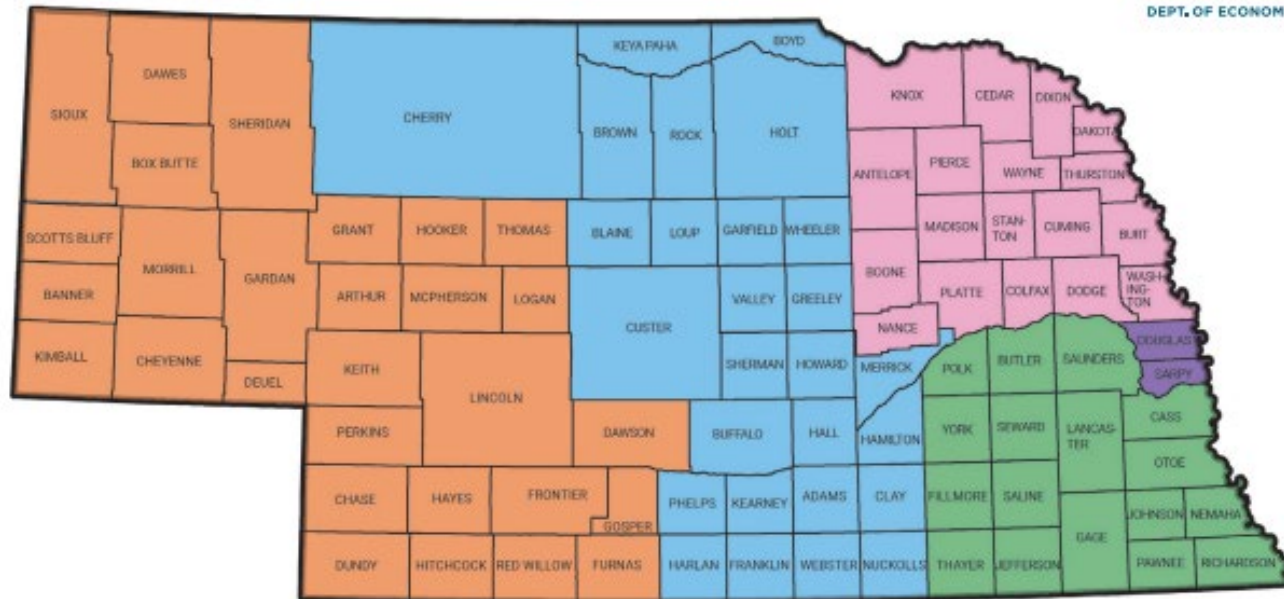 DEPT. OF ECONOM
KEYA PAHA
BOYD
DAWES
SIOUX
SHERIDAN
CHERRY
KNOX
CEDAR
DIXON
DAKOTA
BROWN
ROCK
HOLT
BOX BUTTE
ANTELOPE
PIERCE
WAYNE
THURSTON
SCOTTS BLUFF
GRANT
HOOKER
THOMAS
BLAINE
LOUP
GARFIELD
WHEELER
MADISON
STAN-
TON
CUMING
BURT
MORRILL
GARDAN
BOONE
BANNER
ARTHUR
MCPHERSON
LOGAN
VALLEY
GREELEY
PLATTE
COLFAX
DODGE
WASH-
ING-
TON
CUSTER
NANCE
KIMBALL
CHEYENNE
DEUEL
KEITH
LINCOLN
SHERMAN
HOWARD
MERRICK
POLK
BUTLER
SAUNDERS
DOUGLAS
SARPY
PERKINS
DAWSON
BUFFALO
HALL
HAMILTON
YORK
SEWARD
LANCAS-
TER
CASS
OTOE
CHASE
HAYES
FRONTIER
GOSPER
PHELPS
KEARNEY
ADAMS
CLAY
FILLMORE
SALINE
GAGE
JOHNSON
NEMAHA
DUNDY
HITCHCOCK
RED WILLOW
FURNAS
HARLAN
FRANKLIN
WEBSTER
NUCKOLLS
THAYER
JEFFERSON
PAWNEE
RICHARDSON